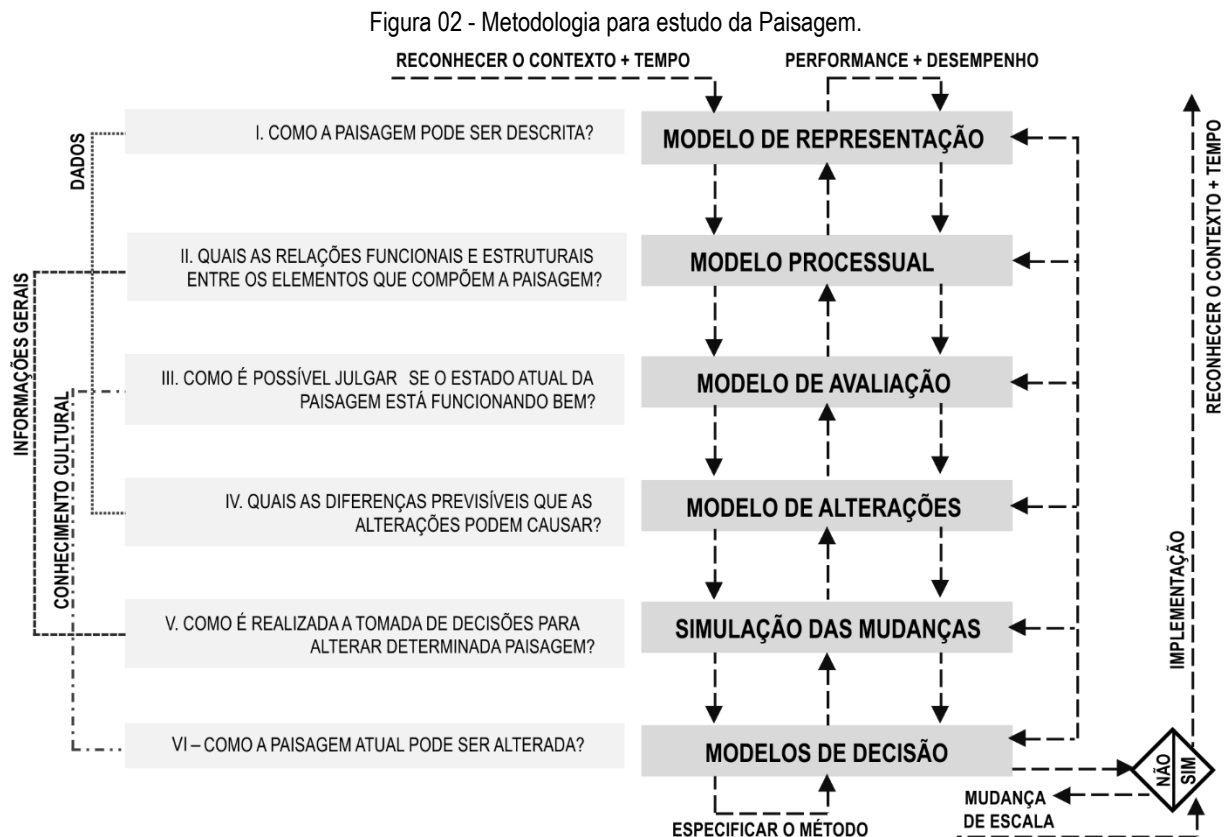 Figura 02 - Metodologia para estudo da Paisagem.
RECONHECER O CONTEXTO + TEMPO
PERFORMANCE + DESEMPENHO
I. COMO A PAISAGEM PODE SER DESCRITA?
MODELO DE REPRESENTAÇÃO
DADOS
II. QUAIS AS RELAÇÕES FUNCIONAIS E ESTRUTURAIS
ENTRE OS ELEMENTOS QUE COMPÕEM A PAISAGEM?
MODELO PROCESSUAL
INFORMAÇÕES GERAIS
III. COMO É POSSÍVEL JULGAR SE O ESTADO ATUAL DA
PAISAGEM ESTÁ FUNCIONANDO BEM?
MODELO DE AVALIAÇÃO
CONHECIMENTO CULTURAL
IV. QUAIS AS DIFERENÇAS PREVISÍVEIS QUE AS
ALTERAÇÕES PODEM CAUSAR?
MODELO DE ALTERAÇÕES
V. COMO É REALIZADA A TOMADA DE DECISÕES PARA
ALTERAR DETERMINADA PAISAGEM?
SIMULAÇÃO DAS MUDANÇAS
VI – COMO A PAISAGEM ATUAL PODE SER ALTERADA?
MODELOS DE DECISÃO
RECONHECER O CONTEXTO + TEMPO
IMPLEMENTAÇÃO
NÃO
SIM
MUDANÇA
DE ESCALA
ESPECIFICAR O MÉTODO